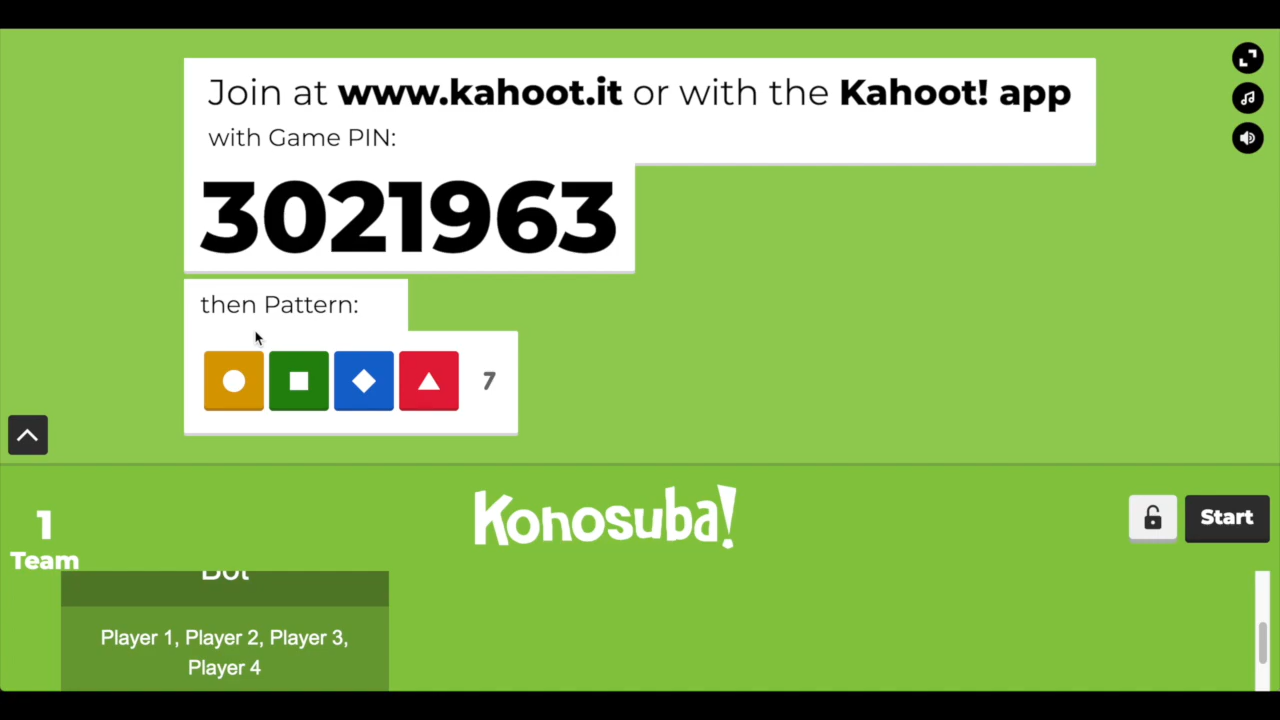 Join at www.kahoot.it or with the Kahoot! app
with Game PIN:
3021963
then Pattern:
7
1
Team
Konosuba!
Start
Bot
Player 1, Player 2, Player 3,
Player 4